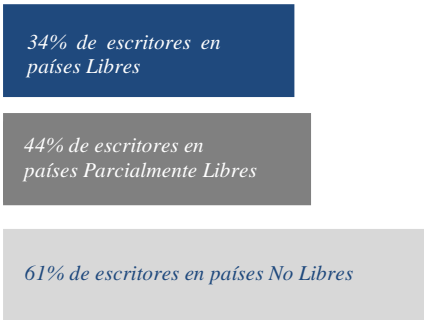 34% de escritores en
países Libres
44% de escritores en
países Parcialmente Libres
61% de escritores en países No Libres